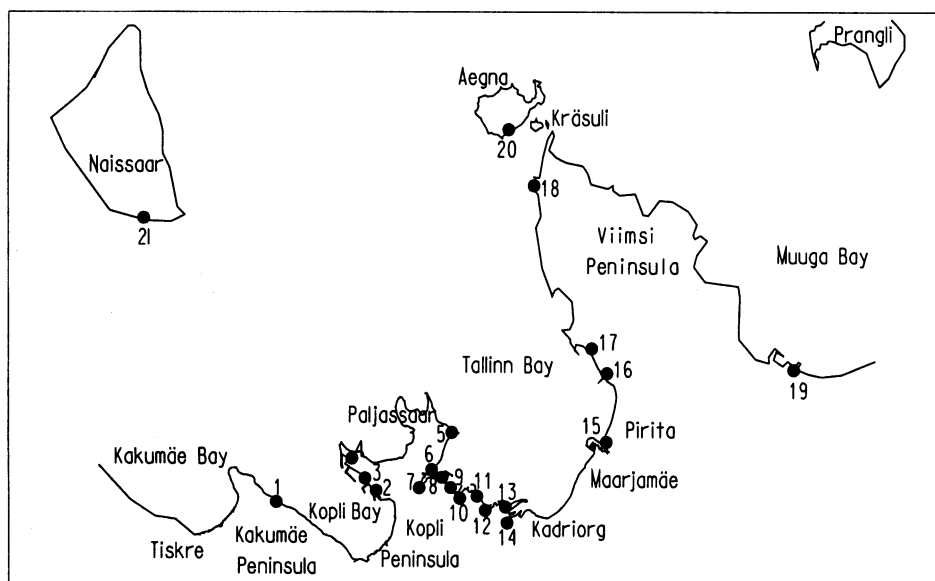 Prangli
Aegna
Kräsuli
20
Naissaar
21
18
Viimsi
Peninsula
Muuga Bay
17
Tallinn Bay
16
19
Paljassaar
5
15
Pirita
4
Kakumäe Bay
6
3
7
8
9
11
13
Maarjamäe
1
2
10
12
14
Kopli Bay
Kopli
Peninsula
Kadriorg
Tiskre
Kakumäe
Peninsula